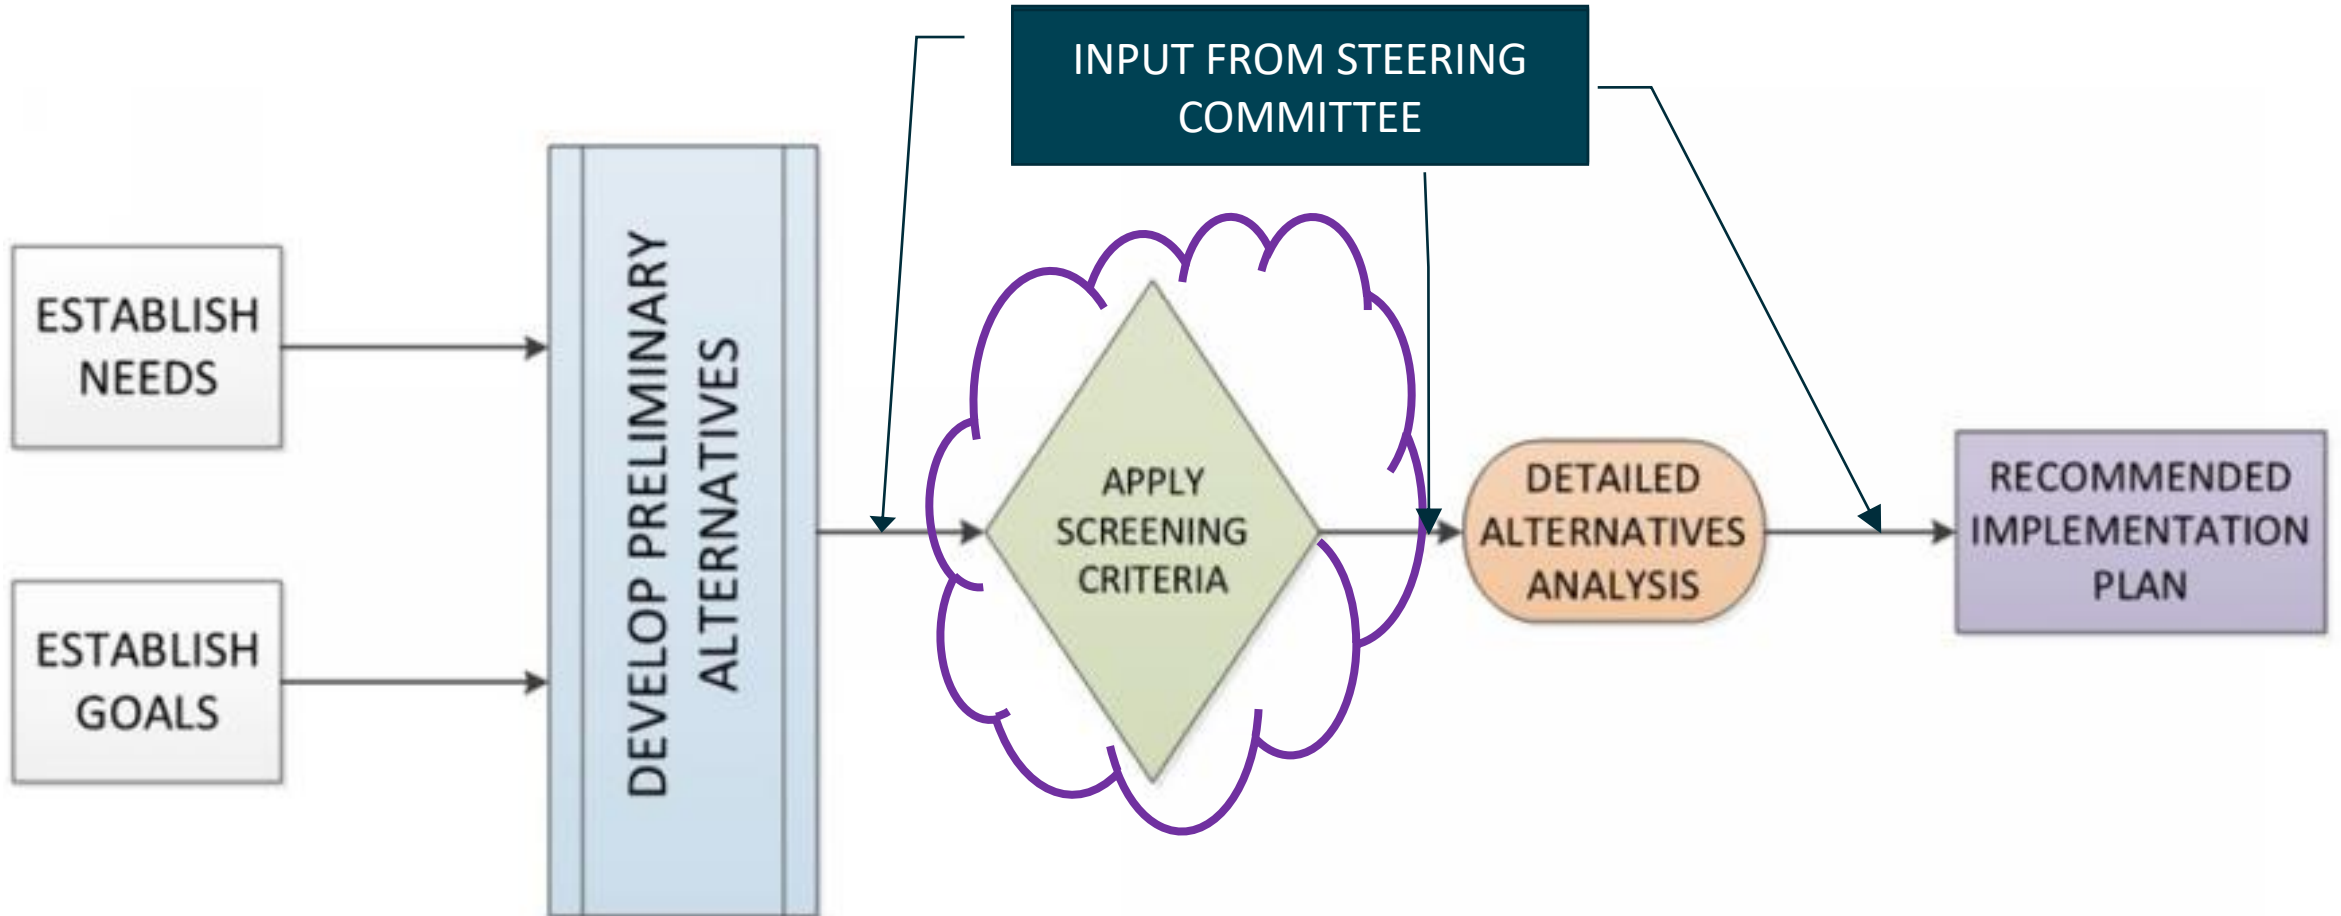 INPUT FROM STEERING
COMMITTEE
ESTABLISH
NEEDS
ESTABLISH
GOALS
DEVELOP PRELIMINARY
ALTERNATIVES
APPLY
SCREENING
CRITERIA
DETAILED
ALTERNATIVES
ANALYSIS
RECOMMENDED
IMPLEMENTATION
PLAN